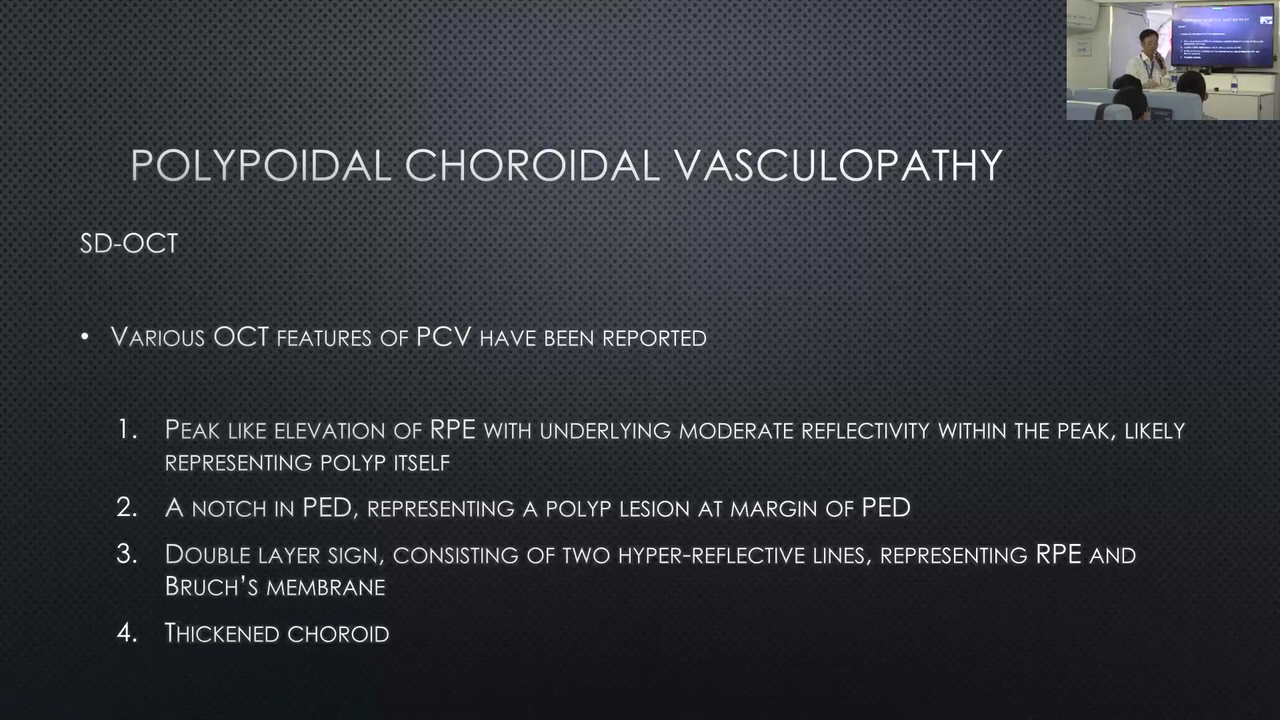 POLYPOIDAL CHOROIDAL VASCULOPATHY
SD-OCT
• VARIOUS OCT FEATURES OF PCV HAVE BEEN REPORTED
1. PEAK LIKE ELEVATION OF RPE WITH UNDERLYING MODERATE REFLECTIVITY WITHIN THE PEAK, LIKELY
REPRESENTING POLYP ITSELF
2. A NOTCH IN PED, REPRESENTING A POLYP LESION AT MARGIN OF PED
3. DOUBLE LAYER SIGN, CONSISTING OF TWO HYPER-REFLECTIVE LINES, REPRESENTING RPE AND
BRUCH'S MEMBRANE
4. THICKENED CHOROID